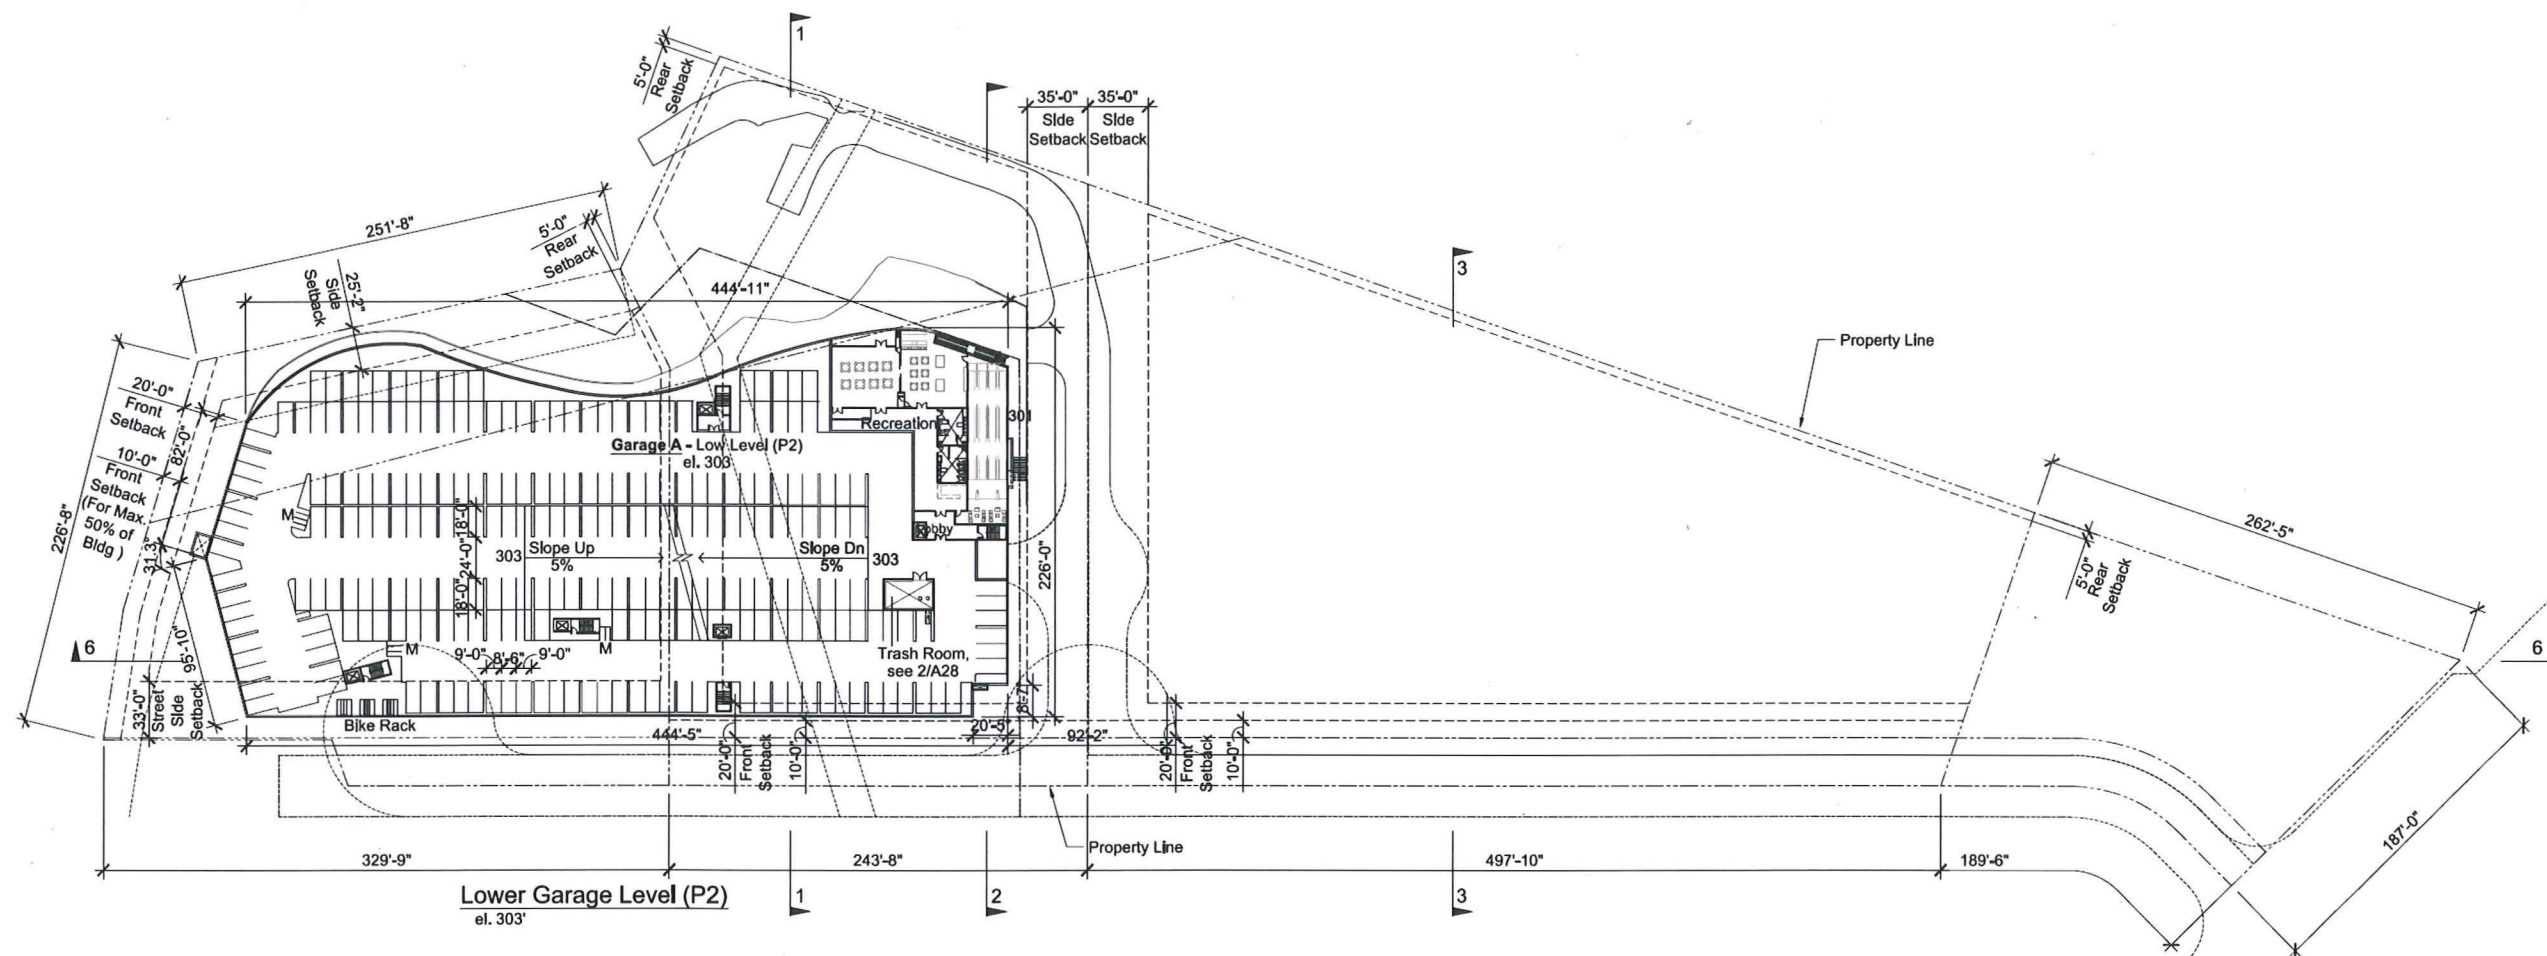 1
5'-0"
Rear
Setback
35'-0"
35'-0"
Side
Setback
Side
Setback
251'-8"
5'-0"
Rear
Setback
25'-2"
Side
Setback
444'-11"
3
Property Line
20'-0"
Front
Setback
82'-0"
10'-0"
Front
Setback
(For Max.
50% of
Bldg )
226'-8"
Recreation
301
Garage A - Low Level (P2)
el. 303
M
18'-0"
24'-0"
18'-0"
303
Slope Up
5%
Slope Dn
5%
303
226'-0"
262'-5"
5'-0"
Rear
Setback
95'-10"
6
6
M
M
9'-0"
8'-6"
9'-0"
Trash Room,
see 2/A28
33'-0"
Street
Side
Setback
Bike Rack
20'-5"
444'-5"
92'-2"
20'-0"
Front
Setback
10'-0"
20'-0"
Front
Setback
10'-0"
187'-0"
Property Line
329'-9"
243'-8"
497'-10"
189'-6"
Lower Garage Level (P2)
el. 303'
1
2
3